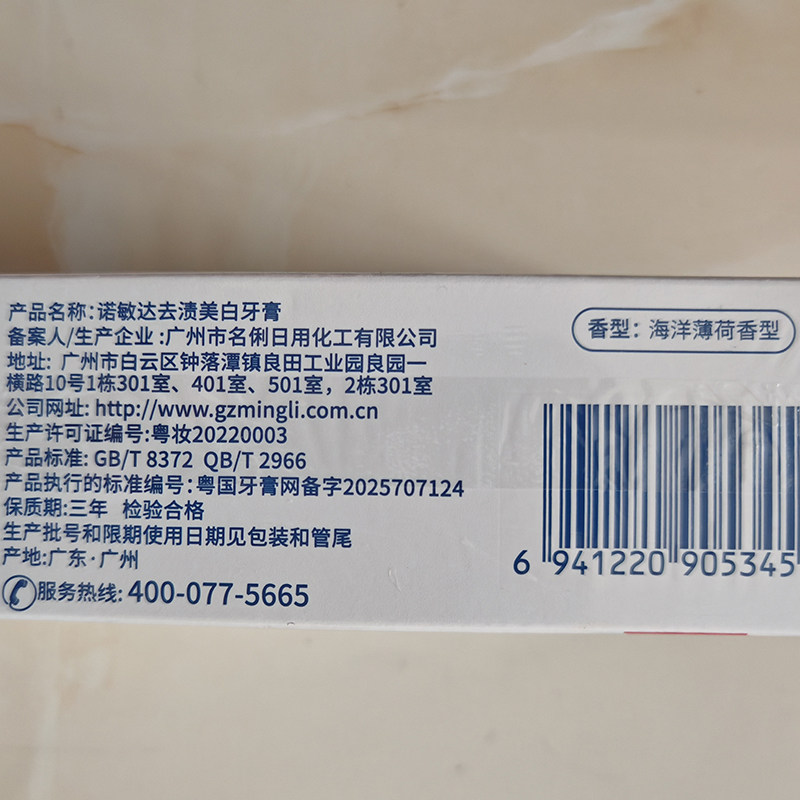 产品名称:诺敏达去渍美白牙膏
备案人/生产企业:广州市名俐日用化工有限公司
地址: 广州市白云区钟落潭镇良田工业园良园一
横路10号1栋301室、401室、501室，2栋301室
公司网址: http://www.gzmingli.com.cn
生产许可证编号:粤妆20220003
产品标准: GB/T 8372 QB/T 2966
产品执行的标准编号: 粤国牙膏网备字2025707124
保质期:三年 检验合格
生产批号和限期使用日期见包装和管尾
产地:广东·广州
服务热线: 400-077-5665
香型: 海洋薄荷香型
6 941220 905345